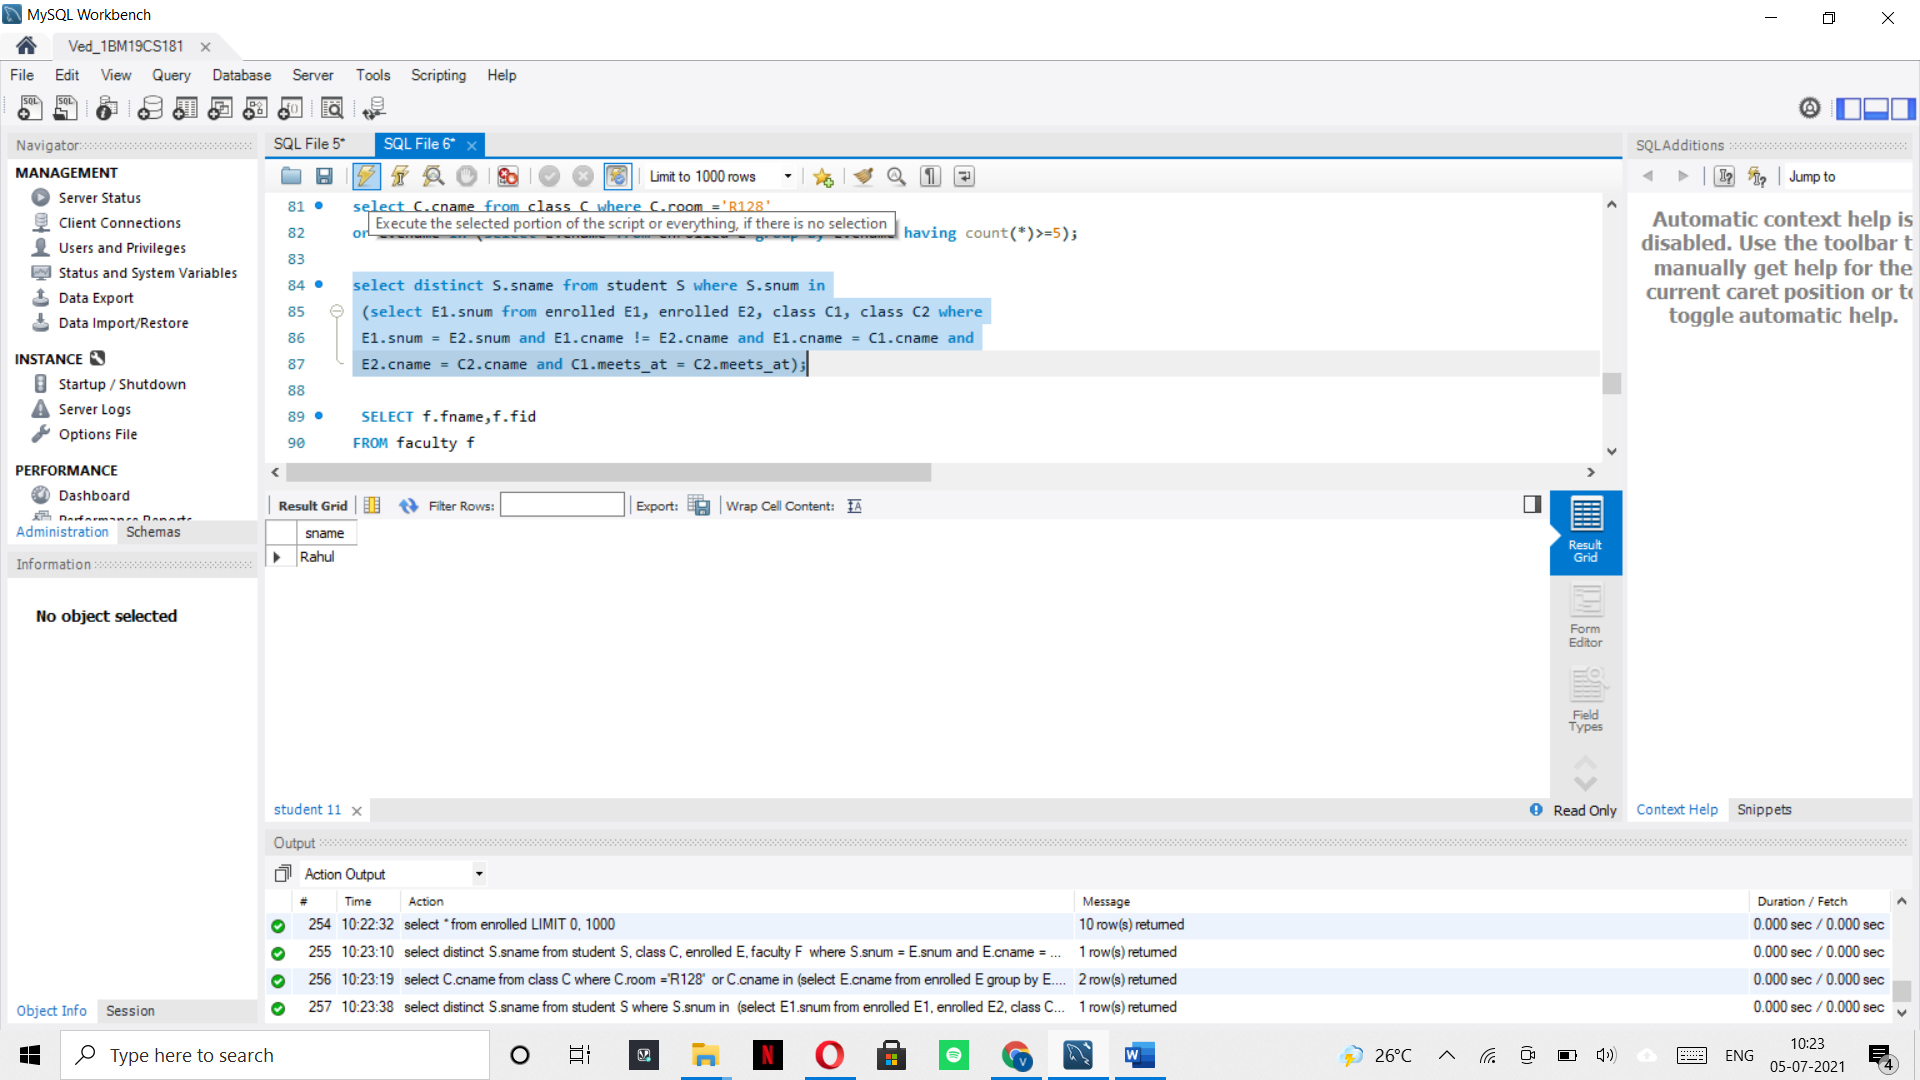 MySQL Workbench
Ved_1BM19CS181
File Edit View Query Database Server Tools Scripting Help
Navigator
MANAGEMENT
Server Status
Client Connections
Users and Privileges
Status and System Variables
Data Export
Data Import/Restore
INSTANCE
Startup / Shutdown
Server Logs
Options File
PERFORMANCE
Dashboard
Performance Reports
Administration Schemas
Information
No object selected
Object Info Session
SQL File 5* SQL File 6*
Limit to 1000 rows
81 select C.cname from class C where C.room ='R128'
Execute the selected portion of the script or everything, if there is no selection
82 or having count(*)>=5);
83
84 select distinct S.sname from student S where S.snum in
85 (select E1.snum from enrolled E1, enrolled E2, class C1, class C2 where
86 E1.snum = E2.snum and E1.cname != E2.cname and E1.cname = C1.cname and
87 E2.cname = C2.cname and C1.meets_at = C2.meets_at);
88
89 SELECT f.fname,f.fid
90 FROM faculty f
Result Grid Filter Rows: Export: Wrap Cell Content:
sname
Rahul
Result Grid
Form Editor
Field Types
student 11
Read Only
SQLAdditions
Jump to
Automatic context help is
disabled. Use the toolbar t
manually get help for the
current caret position or to
toggle automatic help.
Context Help Snippets
Output
Action Output
# Time Action Message Duration / Fetch
254 10:22:32 select * from enrolled LIMIT 0, 1000 10 row(s) returned 0.000 sec / 0.000 sec
255 10:23:10 select distinct S.sname from student S, class C, enrolled E, faculty F where S.snum = E.snum and E.cname = ... 1 row(s) returned 0.000 sec / 0.000 sec
256 10:23:19 select C.cname from class C where C.room ='R128' or C.cname in (select E.cname from enrolled E group by E.... 2 row(s) returned 0.000 sec / 0.000 sec
257 10:23:38 select distinct S.sname from student S where S.snum in (select E1.snum from enrolled E1, enrolled E2, class C... 1 row(s) returned 0.000 sec / 0.000 sec
Type here to search
26°C
ENG
10:23
05-07-2021
4